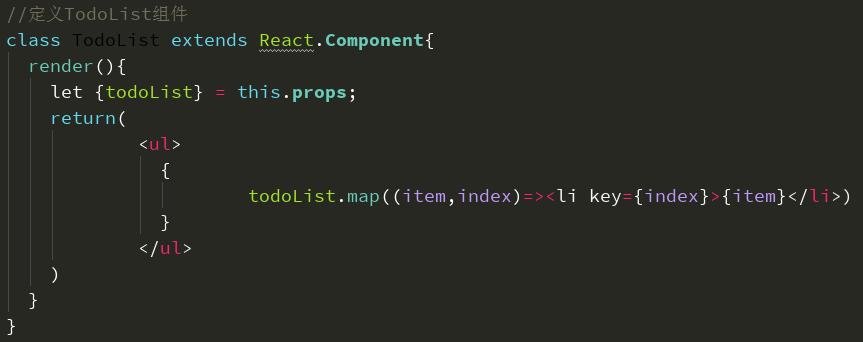 //定义TodoList组件
class TodoList extends React.Component{
render(){
let {todoList} = this.props;
return(
<ul>
{
todoList.map((item,index)=><li key={index}>{item}</li>)
}
</ul>
)
}
}